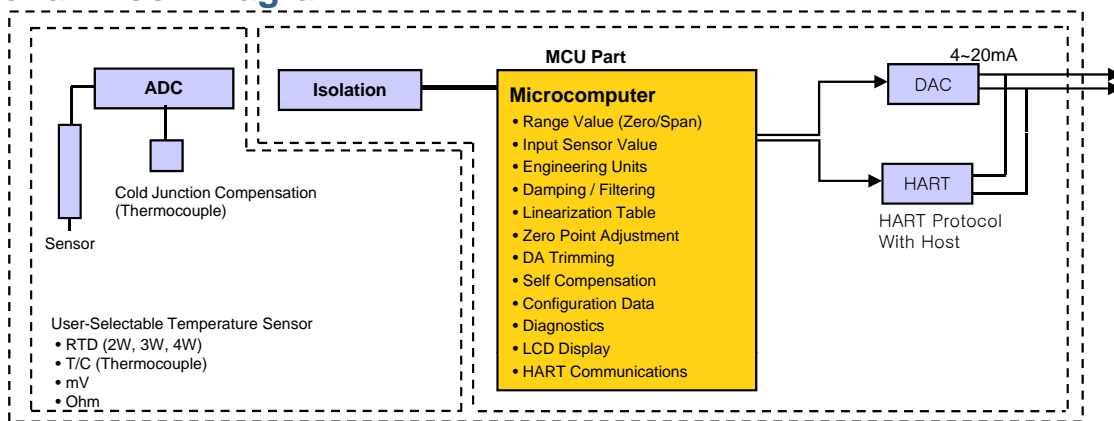 ADC
Cold Junction Compensation
(Thermocouple)
Sensor
User-Selectable Temperature Sensor
• RTD (2W, 3W, 4W)
• T/C (Thermocouple)
• mV
• Ohm
Isolation
MCU Part
Microcomputer
• Range Value (Zero/Span)
• Input Sensor Value
• Engineering Units
• Damping / Filtering
• Linearization Table
• Zero Point Adjustment
• DA Trimming
• Self Compensation
• Configuration Data
• Diagnostics
• LCD Display
• HART Communications
4~20mA
DAC
HART
HART Protocol
With Host